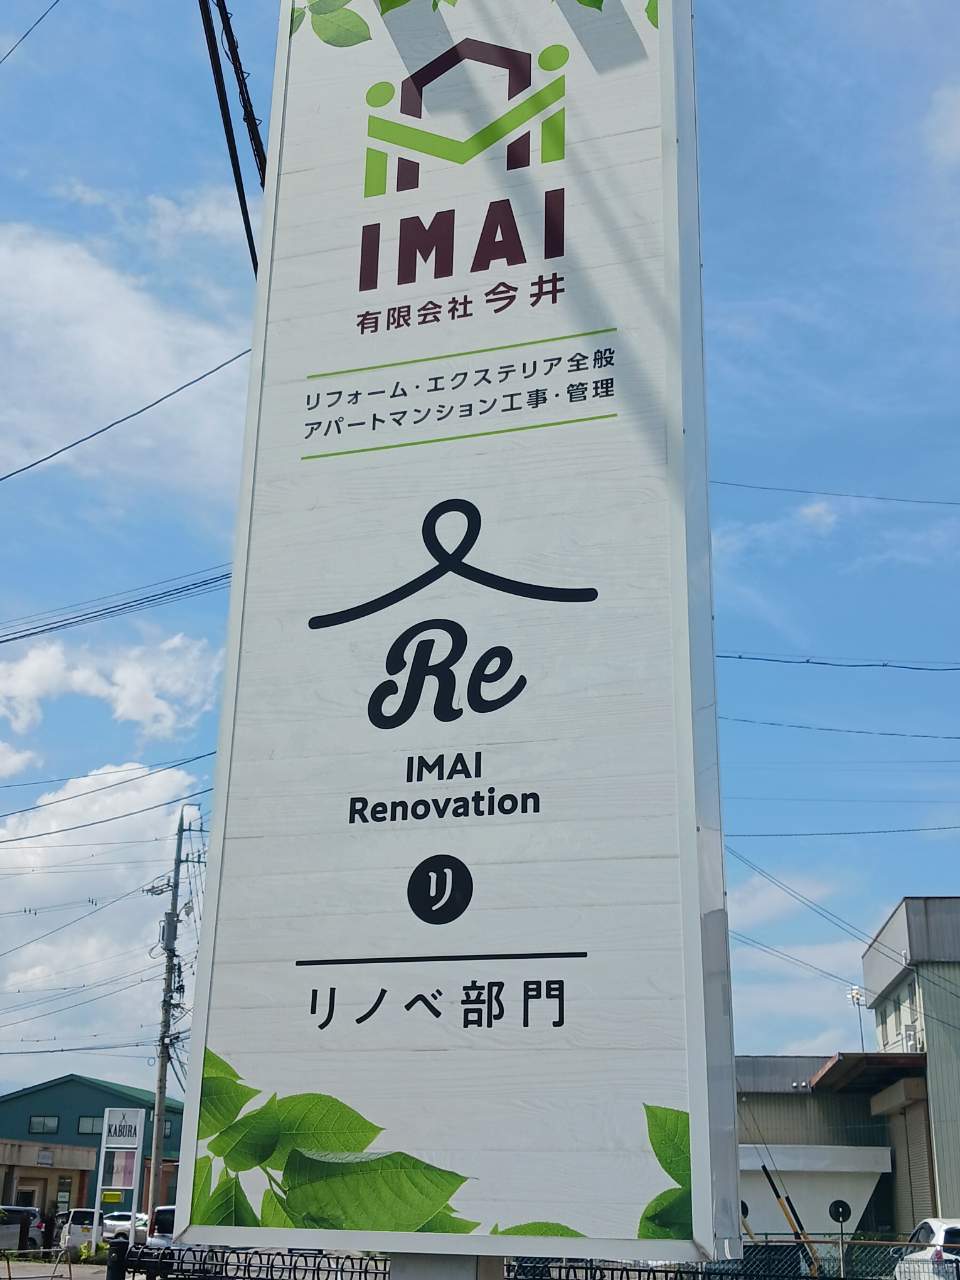 IMAI
有限会社 今井
リフォーム・エクステリア全般
アパートマンション工事・管理
Re
IMAI
Renovation
リ
リノベ部門
KABURA